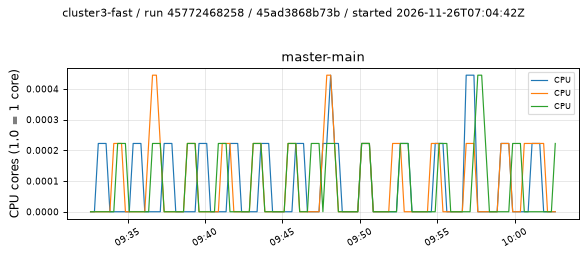 cluster3-fast / run 45772468258 / 45ad3868b73b / started 2026-11-26T07:04:42Z
master-main
CPU cores (1.0 = 1 core)
0.0004
0.0003
0.0002
0.0001
0.0000
CPU
CPU
CPU
09:35
09:40
09:45
09:50
09:55
10:00